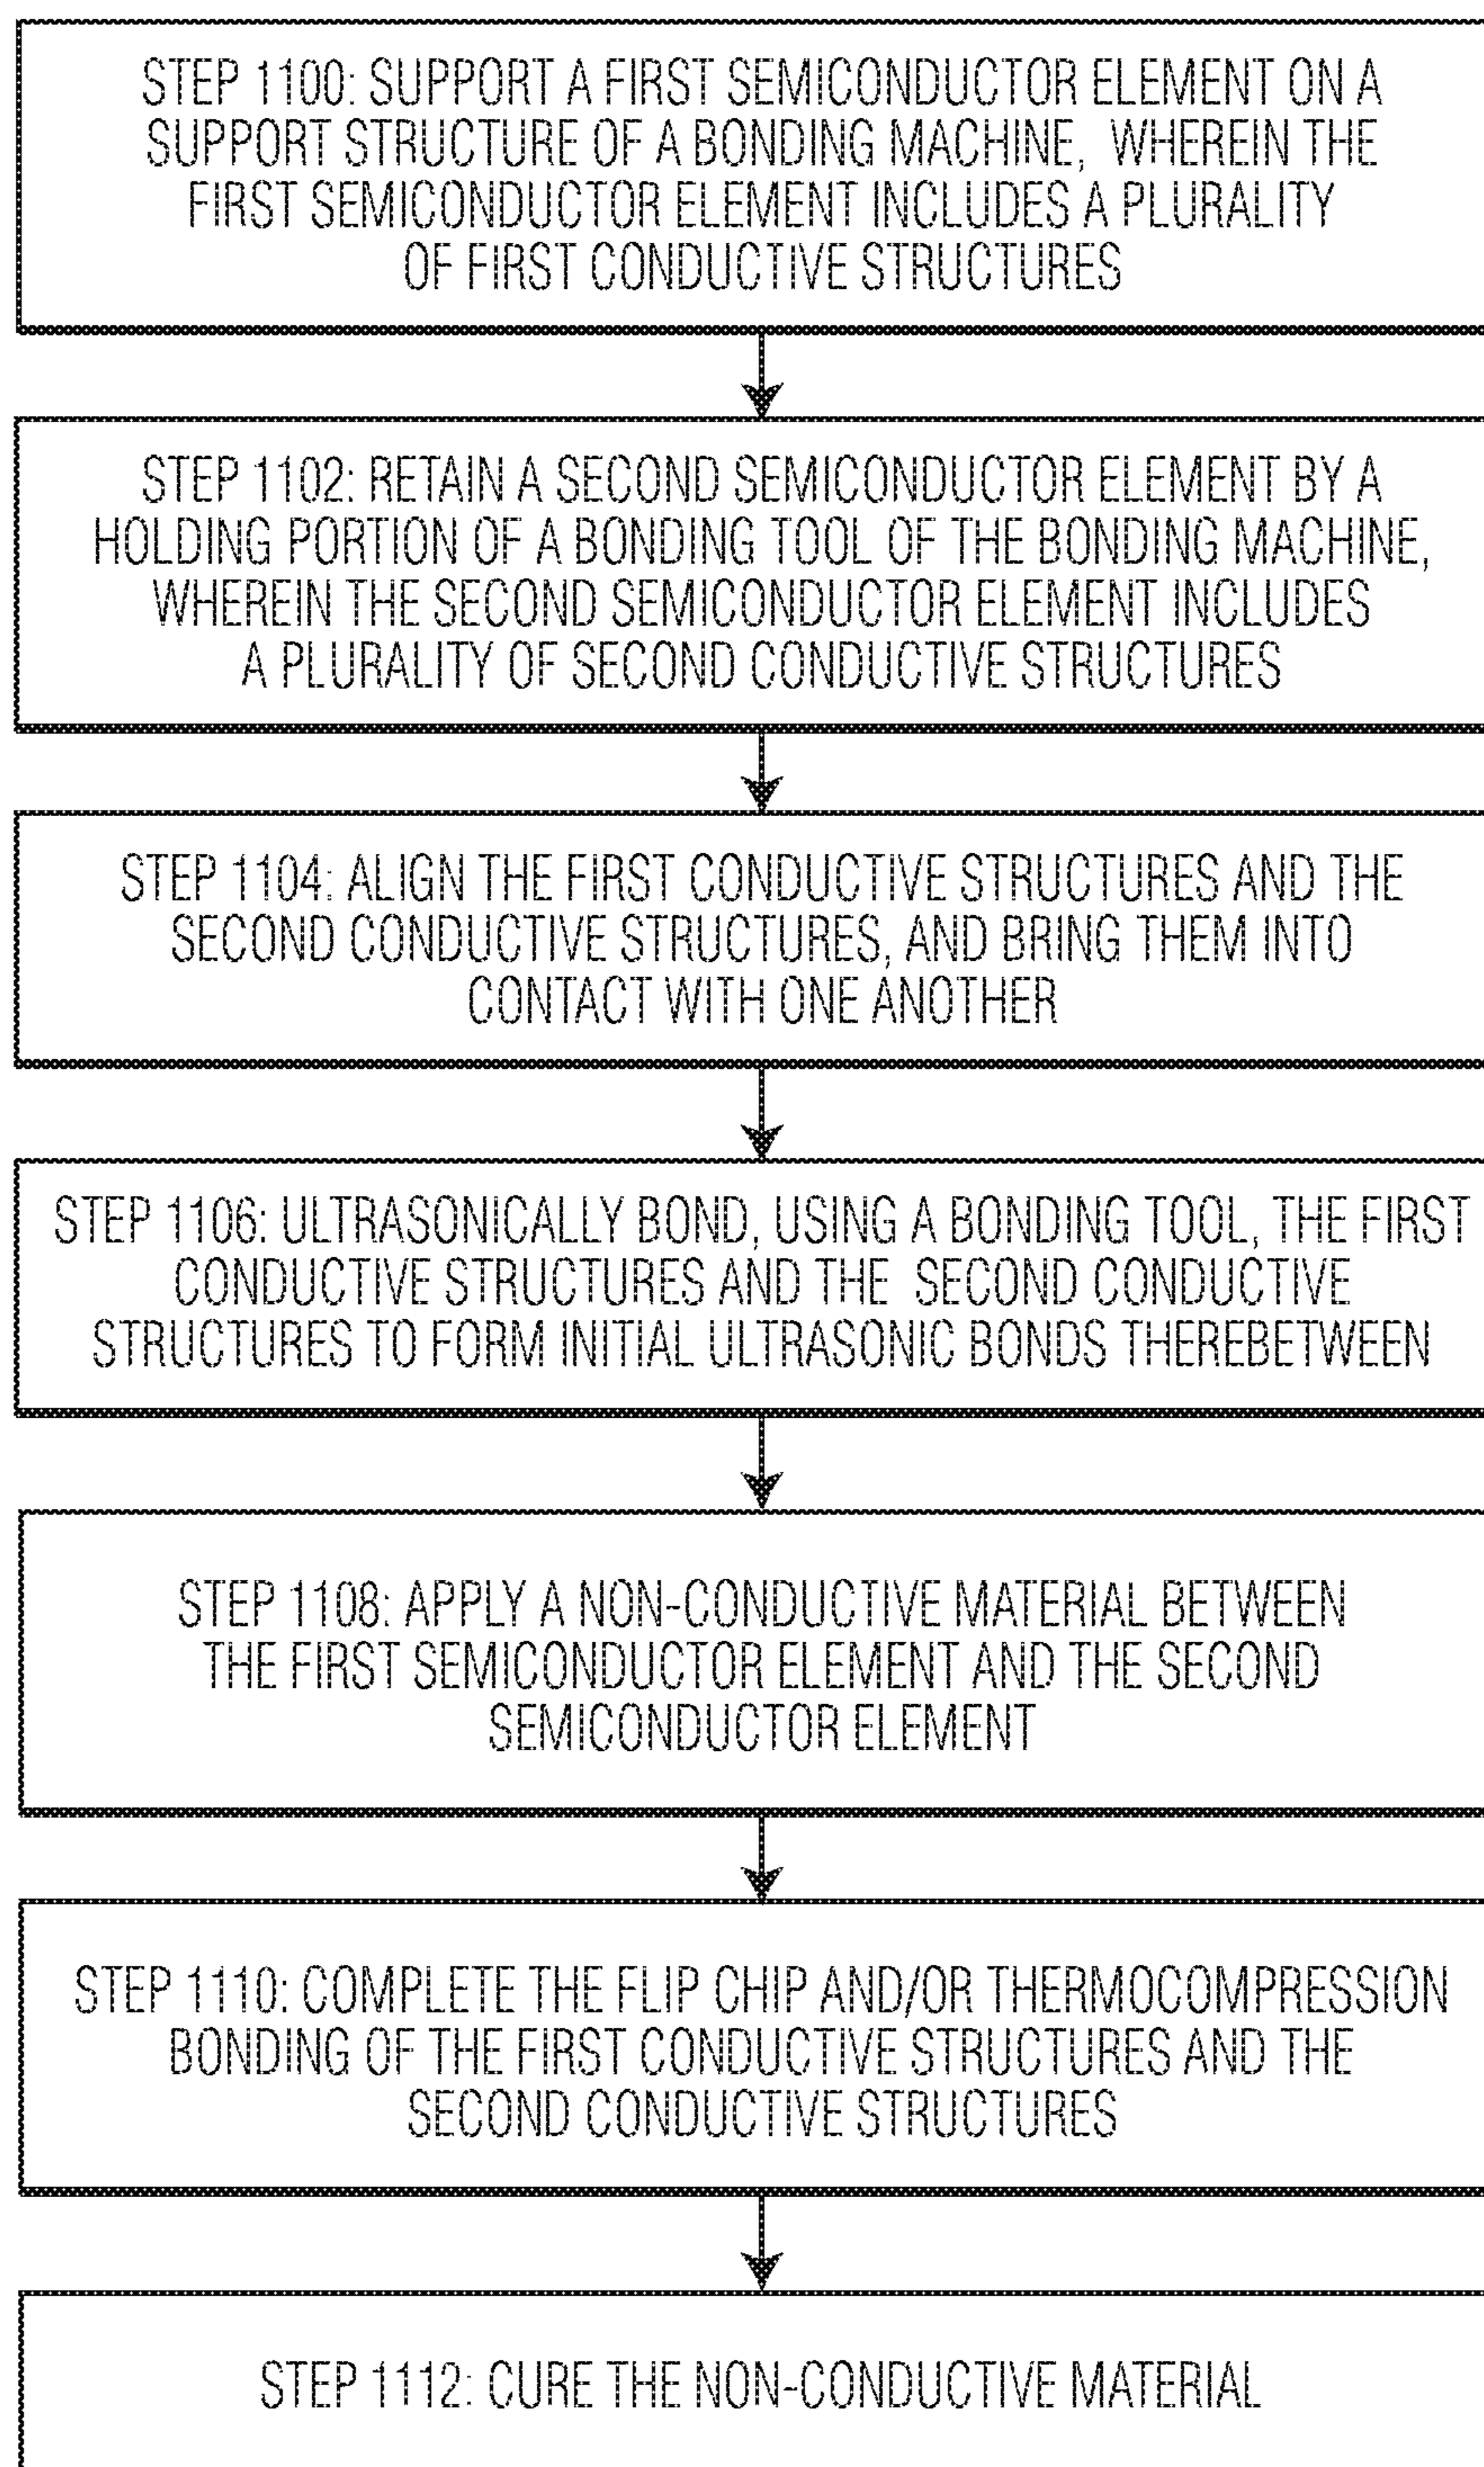 STEP 1100: SUPPORT A FIRST SEMICONDUCTOR ELEMENT ON A
SUPPORT STRUCTURE OF A BONDING MACHINE, WHEREIN THE
FIRST SEMICONDUCTOR ELEMENT INCLUDES A PLURALITY
OF FIRST CONDUCTIVE STRUCTURES
STEP 1102: RETAIN A SECOND SEMICONDUCTOR ELEMENT BY A
HOLDING PORTION OF A BONDING TOOL OF THE BONDING MACHINE,
WHEREIN THE SECOND SEMICONDUCTOR ELEMENT INCLUDES
A PLURALITY OF SECOND CONDUCTIVE STRUCTURES
STEP 1104: ALIGN THE FIRST CONDUCTIVE STRUCTURES AND THE
SECOND CONDUCTIVE STRUCTURES, AND BRING THEM INTO
CONTACT WITH ONE ANOTHER
STEP 1106: ULTRASONICALLY BOND, USING A BONDING TOOL, THE FIRST
CONDUCTIVE STRUCTURES AND THE SECOND CONDUCTIVE
STRUCTURES TO FORM INITIAL ULTRASONIC BONDS THEREBETWEEN
STEP 1108: APPLY A NON-CONDUCTIVE MATERIAL BETWEEN
THE FIRST SEMICONDUCTOR ELEMENT AND THE SECOND
SEMICONDUCTOR ELEMENT
STEP 1110: COMPLETE THE FLIP CHIP AND/OR THERMOCOMPRESSION
BONDING OF THE FIRST CONDUCTIVE STRUCTURES AND THE
SECOND CONDUCTIVE STRUCTURES
STEP 1112: CURE THE NON-CONDUCTIVE MATERIAL